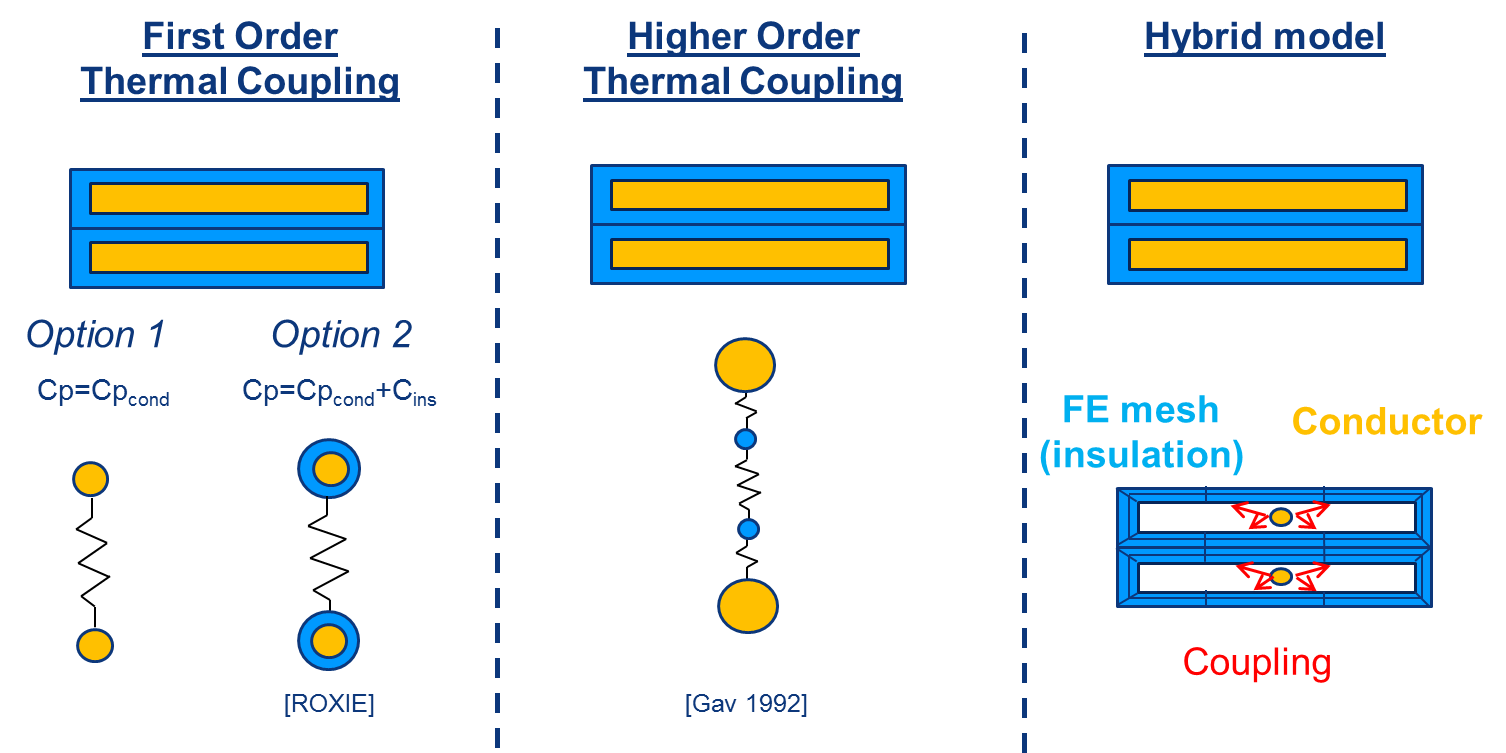 First Order
Thermal Coupling
Option 1
Option 2
Cp=Cpcond
Cp=Cpcond+Cins
[ROXIE]
Higher Order
Thermal Coupling
[Gav 1992]
Hybrid model
FE mesh
(insulation)
Conductor
Coupling